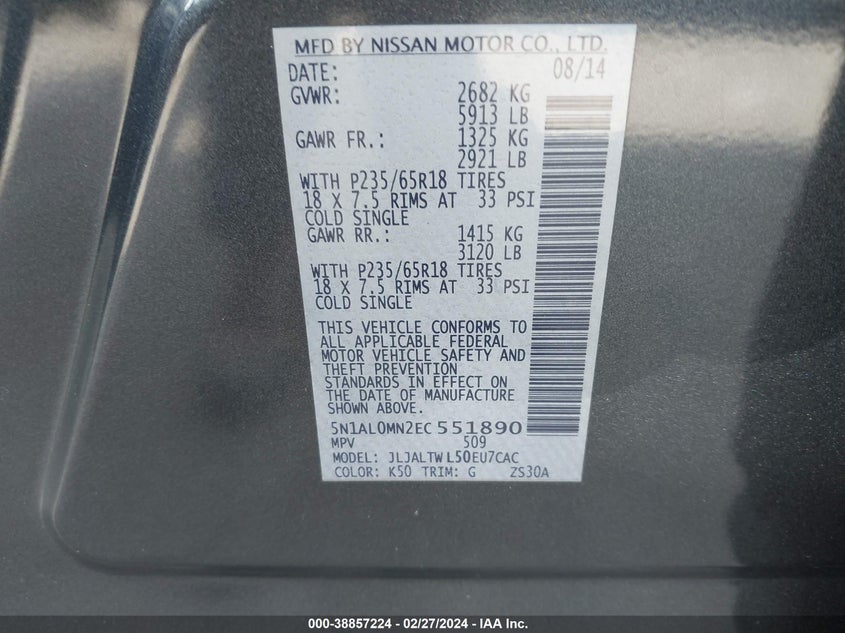 MFD BY NISSAN MOTOR CO., LTD.
DATE: 08/14
GVWR: 2682 KG
5913 LB
GAWR FR.: 1325 KG
2921 LB
WITH P235/65R18 TIRES
18 X 7.5 RIMS AT 33 PSI
COLD SINGLE
GAWR RR.: 1415 KG
3120 LB
WITH P235/65R18 TIRES
18 X 7.5 RIMS AT 33 PSI
COLD SINGLE
THIS VEHICLE CONFORMS TO
ALL APPLICABLE FEDERAL
MOTOR VEHICLE SAFETY AND
THEFT PREVENTION
STANDARDS IN EFFECT ON
THE DATE OF MANUFACTURE
SHOWN ABOVE.
5N1AL0MN2EC551890
MPV 509
MODEL: JLJALTWL50EU7CAC
COLOR: K50 TRIM: G ZS30A
000-38857224 - 02/27/2024 - IAA Inc.